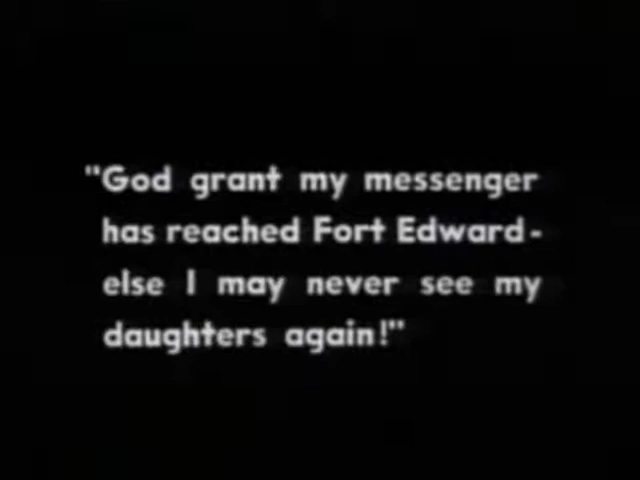 "God grant my messenger
has reached Fort Edward-
else I may never see my
daughters again!"